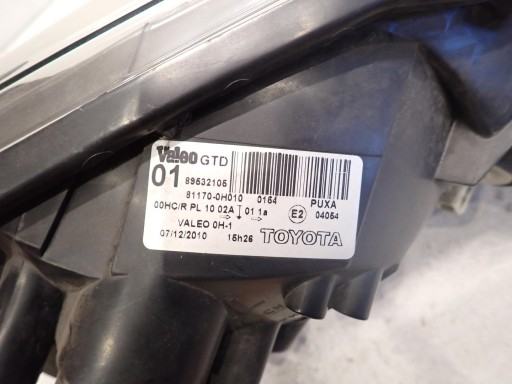 Valeo GTD
01 89532105
81170-0H010 0154 PUXA
00HC/R PL 10 02A 01 1a E2 04054
VALEO 0H-1
07/12/2010 15h26 TOYOTA